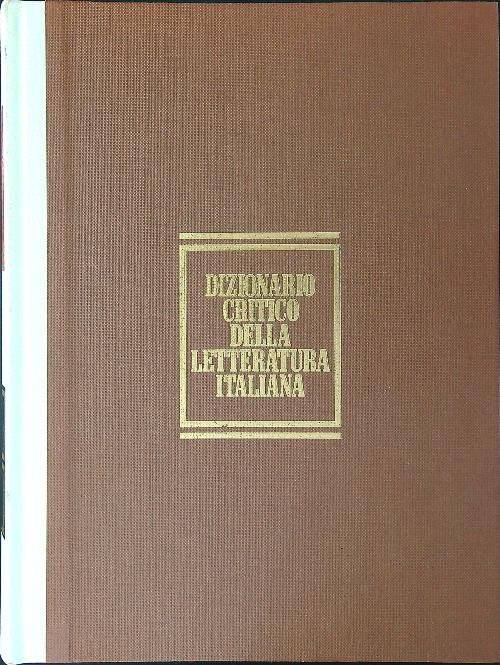 DIZIONARIO
CRITICO
DELLA
LETTERATURA
ITALIANA